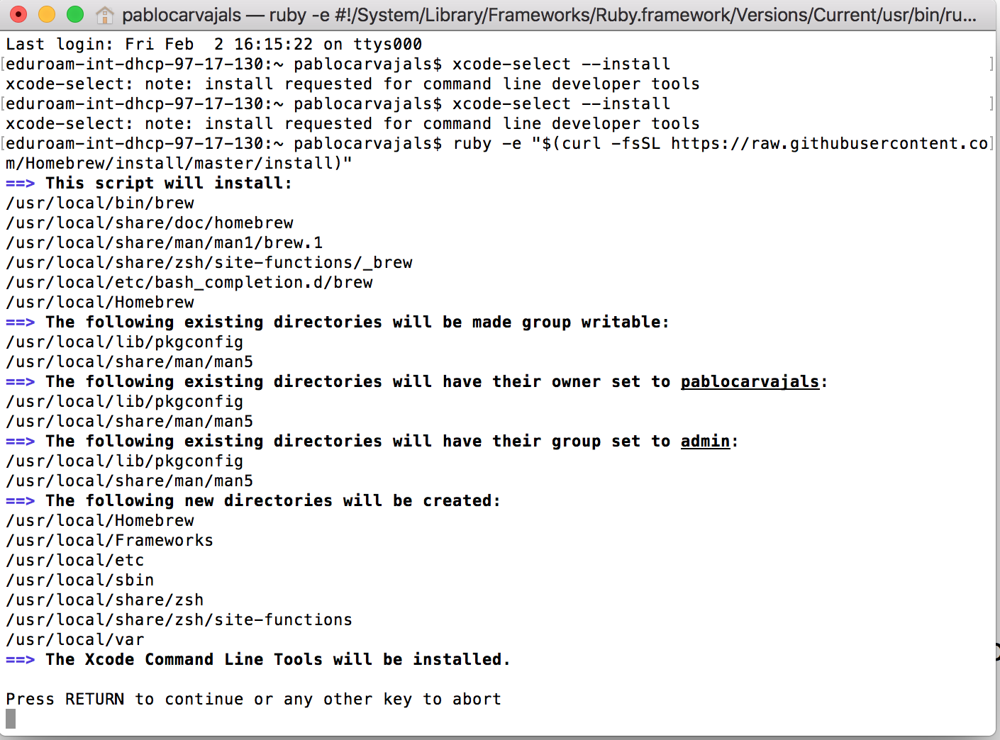 pablocarvajals — ruby -e #!/System/Library/Frameworks/Ruby.framework/Versions/Current/usr/bin/ru...
Last login: Fri Feb  2 16:15:22 on ttys000
[eduroam-int-dhcp-97-17-130:~ pablocarvajals$ xcode-select --install ]
xcode-select: note: install requested for command line developer tools
[eduroam-int-dhcp-97-17-130:~ pablocarvajals$ xcode-select --install ]
xcode-select: note: install requested for command line developer tools
[eduroam-int-dhcp-97-17-130:~ pablocarvajals$ ruby -e "$(curl -fsSL https://raw.githubusercontent.co]
m/Homebrew/install/master/install)"
==> This script will install:
/usr/local/bin/brew
/usr/local/share/doc/homebrew
/usr/local/share/man/man1/brew.1
/usr/local/share/zsh/site-functions/_brew
/usr/local/etc/bash_completion.d/brew
/usr/local/Homebrew
==> The following existing directories will be made group writable:
/usr/local/lib/pkgconfig
/usr/local/share/man/man5
==> The following existing directories will have their owner set to pablocarvajals:
/usr/local/lib/pkgconfig
/usr/local/share/man/man5
==> The following existing directories will have their group set to admin:
/usr/local/lib/pkgconfig
/usr/local/share/man/man5
==> The following new directories will be created:
/usr/local/Homebrew
/usr/local/Frameworks
/usr/local/etc
/usr/local/sbin
/usr/local/share/zsh
/usr/local/share/zsh/site-functions
/usr/local/var
==> The Xcode Command Line Tools will be installed.
Press RETURN to continue or any other key to abort